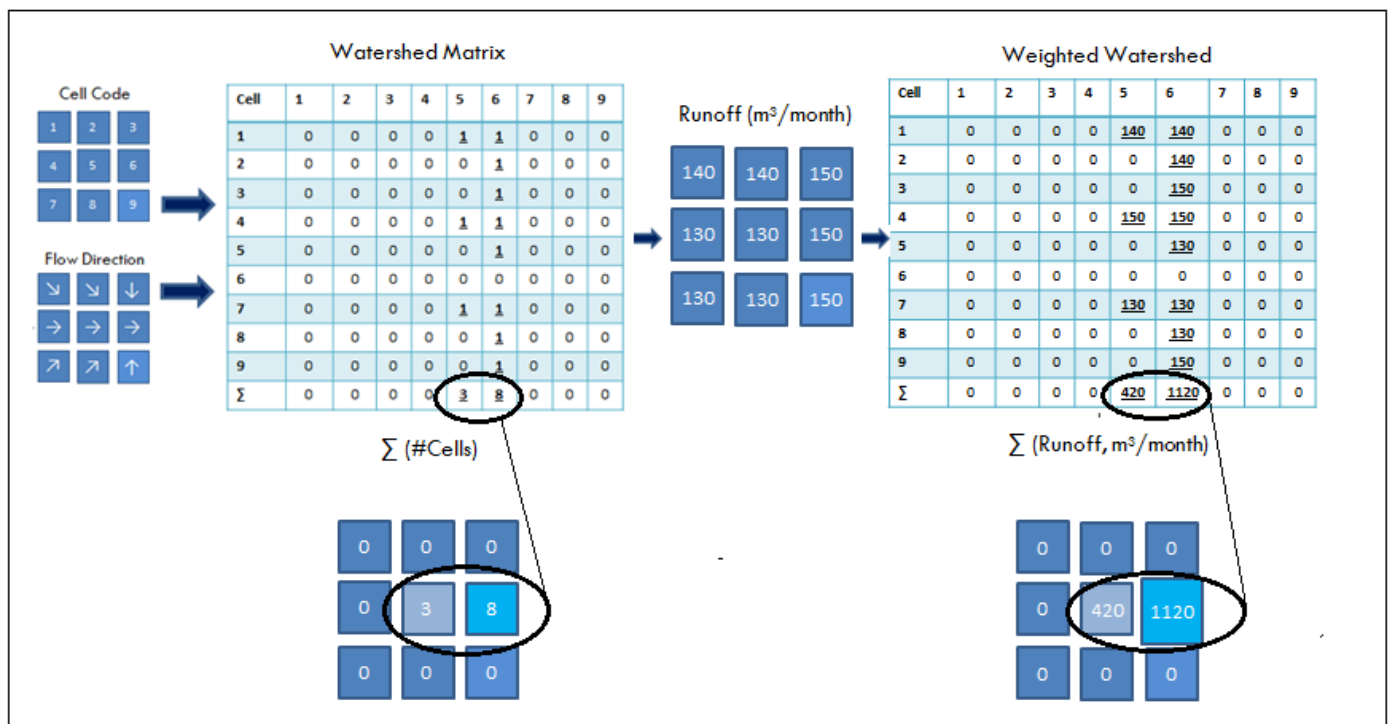 Watershed Matrix
Weighted Watershed
Cell Code
1 2 3
4 5 6
7 8 9
Flow Direction
↘ ↘ ↓
→ → →
↗ ↗ ↑
Cell 1 2 3 4 5 6 7 8 9
1 0 0 0 0 1 1 0 0 0
2 0 0 0 0 0 1 0 0 0
3 0 0 0 0 0 1 0 0 0
4 0 0 0 0 1 1 0 0 0
5 0 0 0 0 0 1 0 0 0
6 0 0 0 0 0 0 0 0 0
7 0 0 0 0 1 1 0 0 0
8 0 0 0 0 0 1 0 0 0
9 0 0 0 0 0 1 0 0 0
Σ 0 0 0 0 3 8 0 0 0
Σ (#Cells)
0 0 0
0 3 8
0 0 0
Runoff (m³/month)
140 140 150
130 130 150
130 130 150
Cell 1 2 3 4 5 6 7 8 9
1 0 0 0 0 140 140 0 0 0
2 0 0 0 0 0 140 0 0 0
3 0 0 0 0 0 150 0 0 0
4 0 0 0 0 150 150 0 0 0
5 0 0 0 0 0 130 0 0 0
6 0 0 0 0 0 0 0 0 0
7 0 0 0 0 130 130 0 0 0
8 0 0 0 0 0 130 0 0 0
9 0 0 0 0 0 150 0 0 0
Σ 0 0 0 0 420 1120 0 0 0
Σ (Runoff, m³/month)
0 0 0
0 420 1120
0 0 0